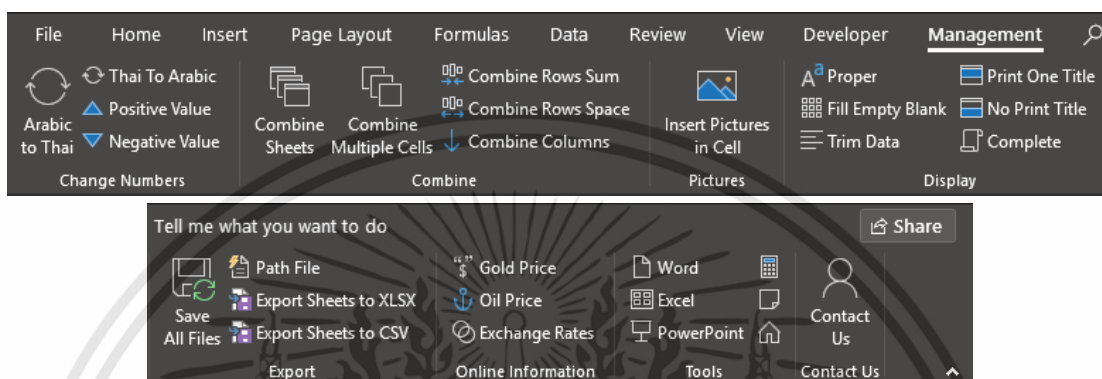 File Home Insert Page Layout Formulas Data Review View Developer Management
Thai To Arabic
Positive Value
Negative Value
Arabic
to Thai
Change Numbers
Combine
Sheets
Combine
Multiple Cells
Combine Rows Sum
Combine Rows Space
Combine Columns
Combine
Insert Pictures
in Cell
Pictures
Proper
Fill Empty Blank
Trim Data
Print One Title
No Print Title
Complete
Display
Tell me what you want to do
Share
Save
All Files
Path File
Export Sheets to XLSX
Export Sheets to CSV
Export
Gold Price
Oil Price
Exchange Rates
Online Information
Word
Excel
PowerPoint
Tools
Contact
Us
Contact Us